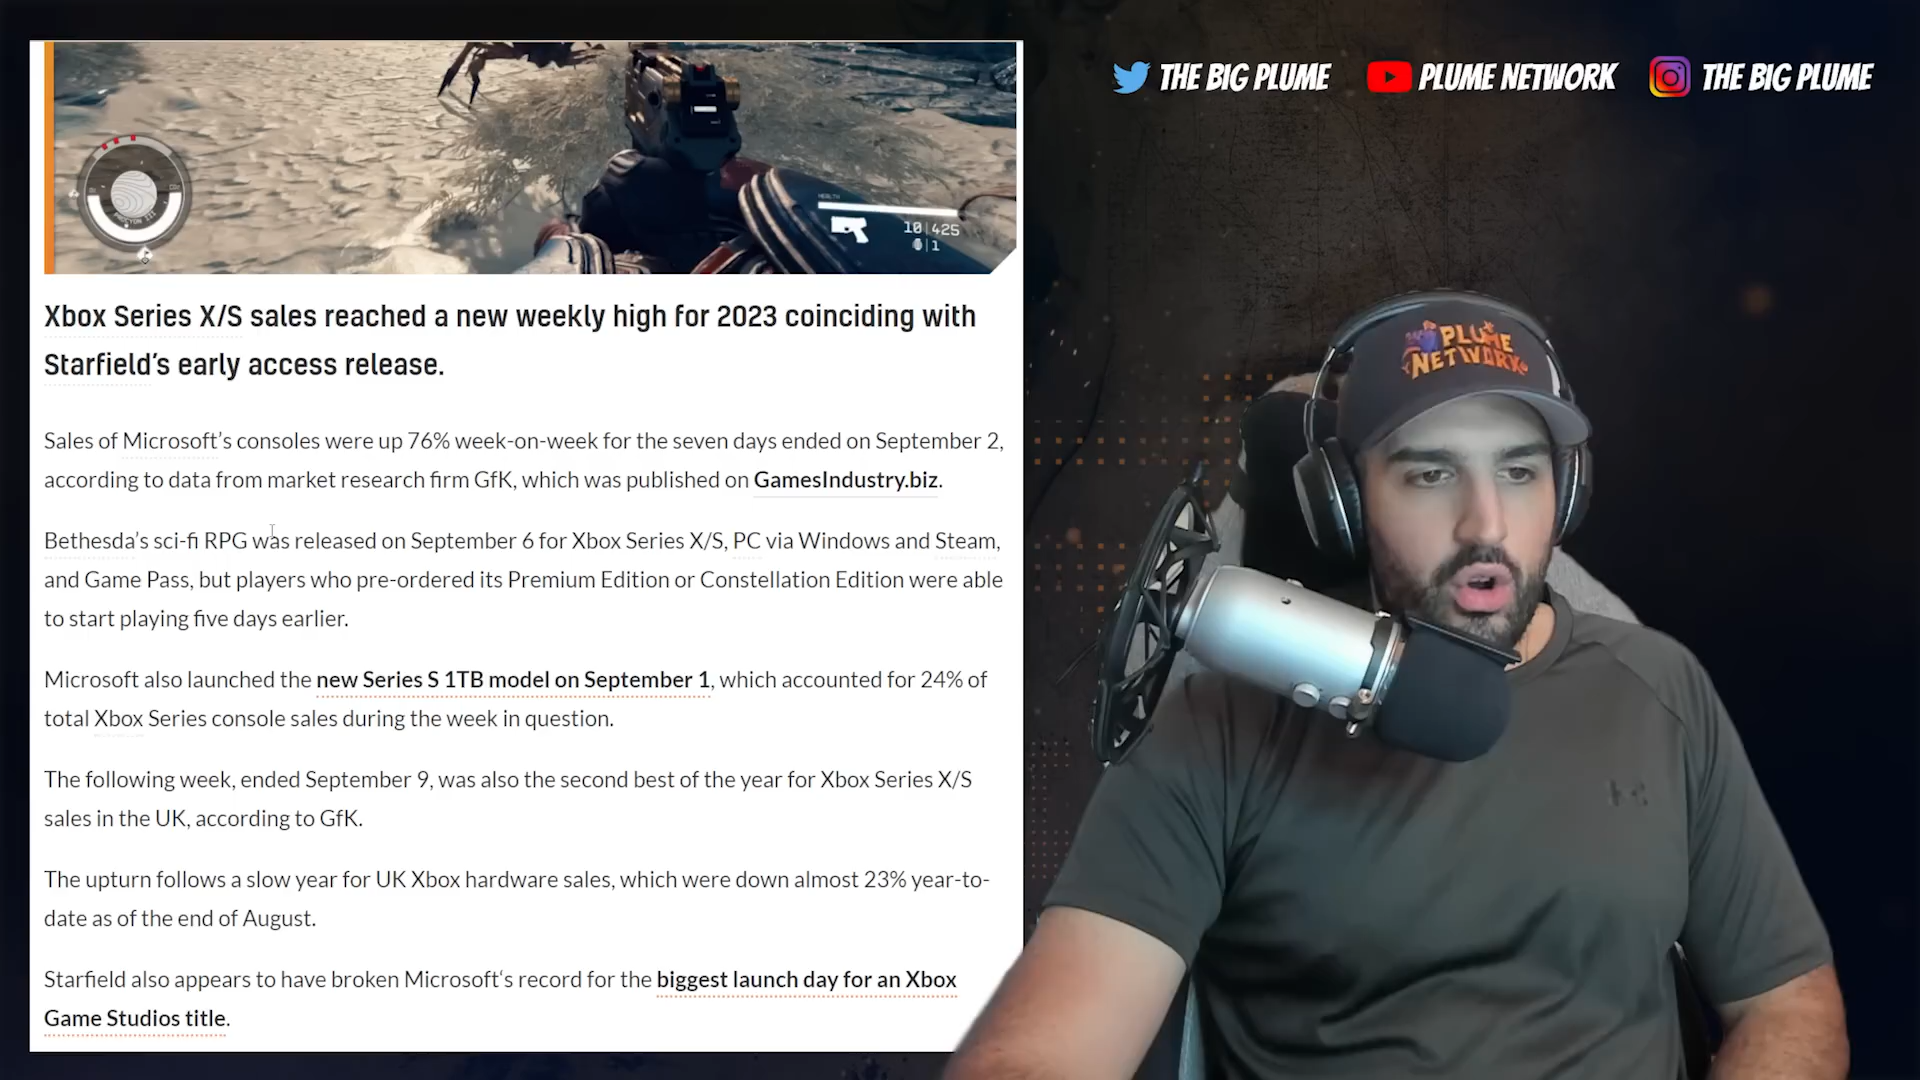 THE BIG PLUME PLUME NETWORK THE BIG PLUME
HEALTH
10|425
1
PROCYON III
Xbox Series X/S sales reached a new weekly high for 2023 coinciding with
Starfield’s early access release.
Sales of Microsoft’s consoles were up 76% week-on-week for the seven days ended on September 2,
according to data from market research firm GfK, which was published on GamesIndustry.biz.
Bethesda’s sci-fi RPG was released on September 6 for Xbox Series X/S, PC via Windows and Steam,
and Game Pass, but players who pre-ordered its Premium Edition or Constellation Edition were able
to start playing five days earlier.
Microsoft also launched the new Series S 1TB model on September 1, which accounted for 24% of
total Xbox Series console sales during the week in question.
The following week, ended September 9, was also the second best of the year for Xbox Series X/S
sales in the UK, according to GfK.
The upturn follows a slow year for UK Xbox hardware sales, which were down almost 23% year-to-
date as of the end of August.
Starfield also appears to have broken Microsoft‘s record for the biggest launch day for an Xbox
Game Studios title.
PLUME
NETWORK